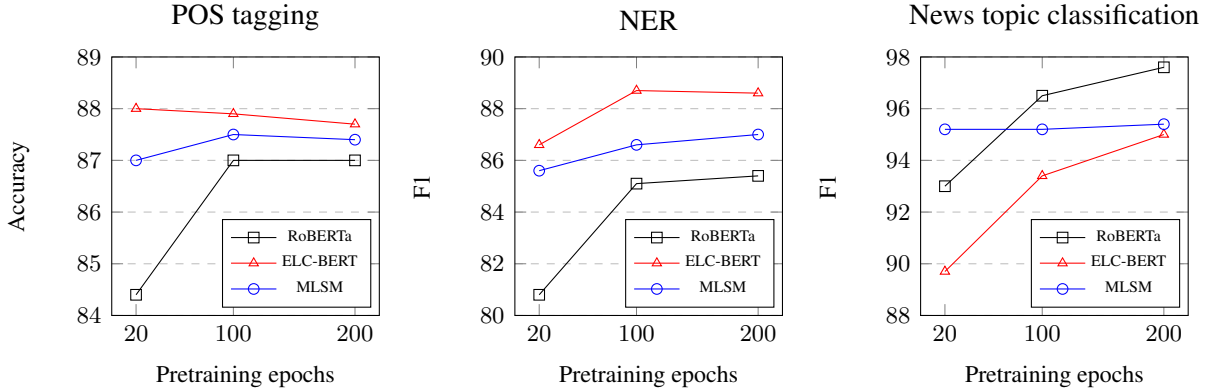 POS tagging
89
88
87
86
85
84
Accuracy
20 100 200
Pretraining epochs
RoBERTa
ELC-BERT
MLSM
NER
90
88
86
84
82
80
F1
20 100 200
Pretraining epochs
RoBERTa
ELC-BERT
MLSM
News topic classification
98
96
94
92
90
88
F1
20 100 200
Pretraining epochs
RoBERTa
ELC-BERT
MLSM